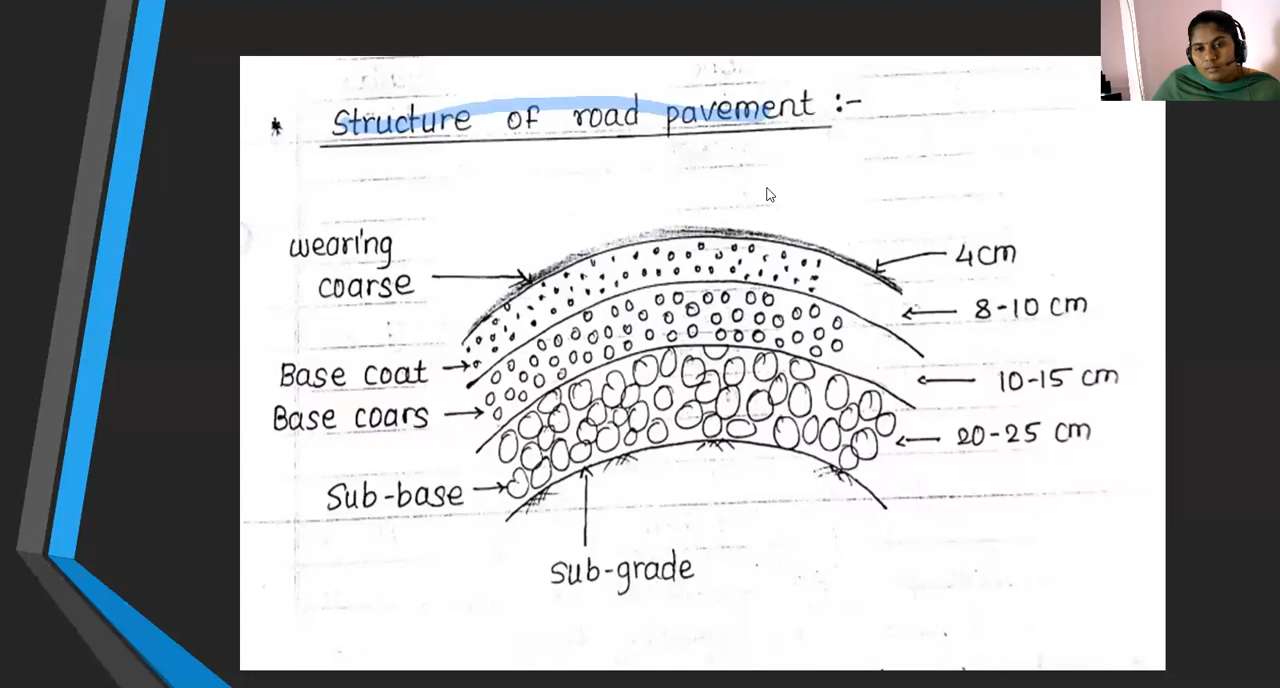 * Structure of road pavement :-
wearing
coarse
4cm
8-10 cm
Base coat
10-15 cm
Base coars
20-25 cm
Sub-base
Sub-grade